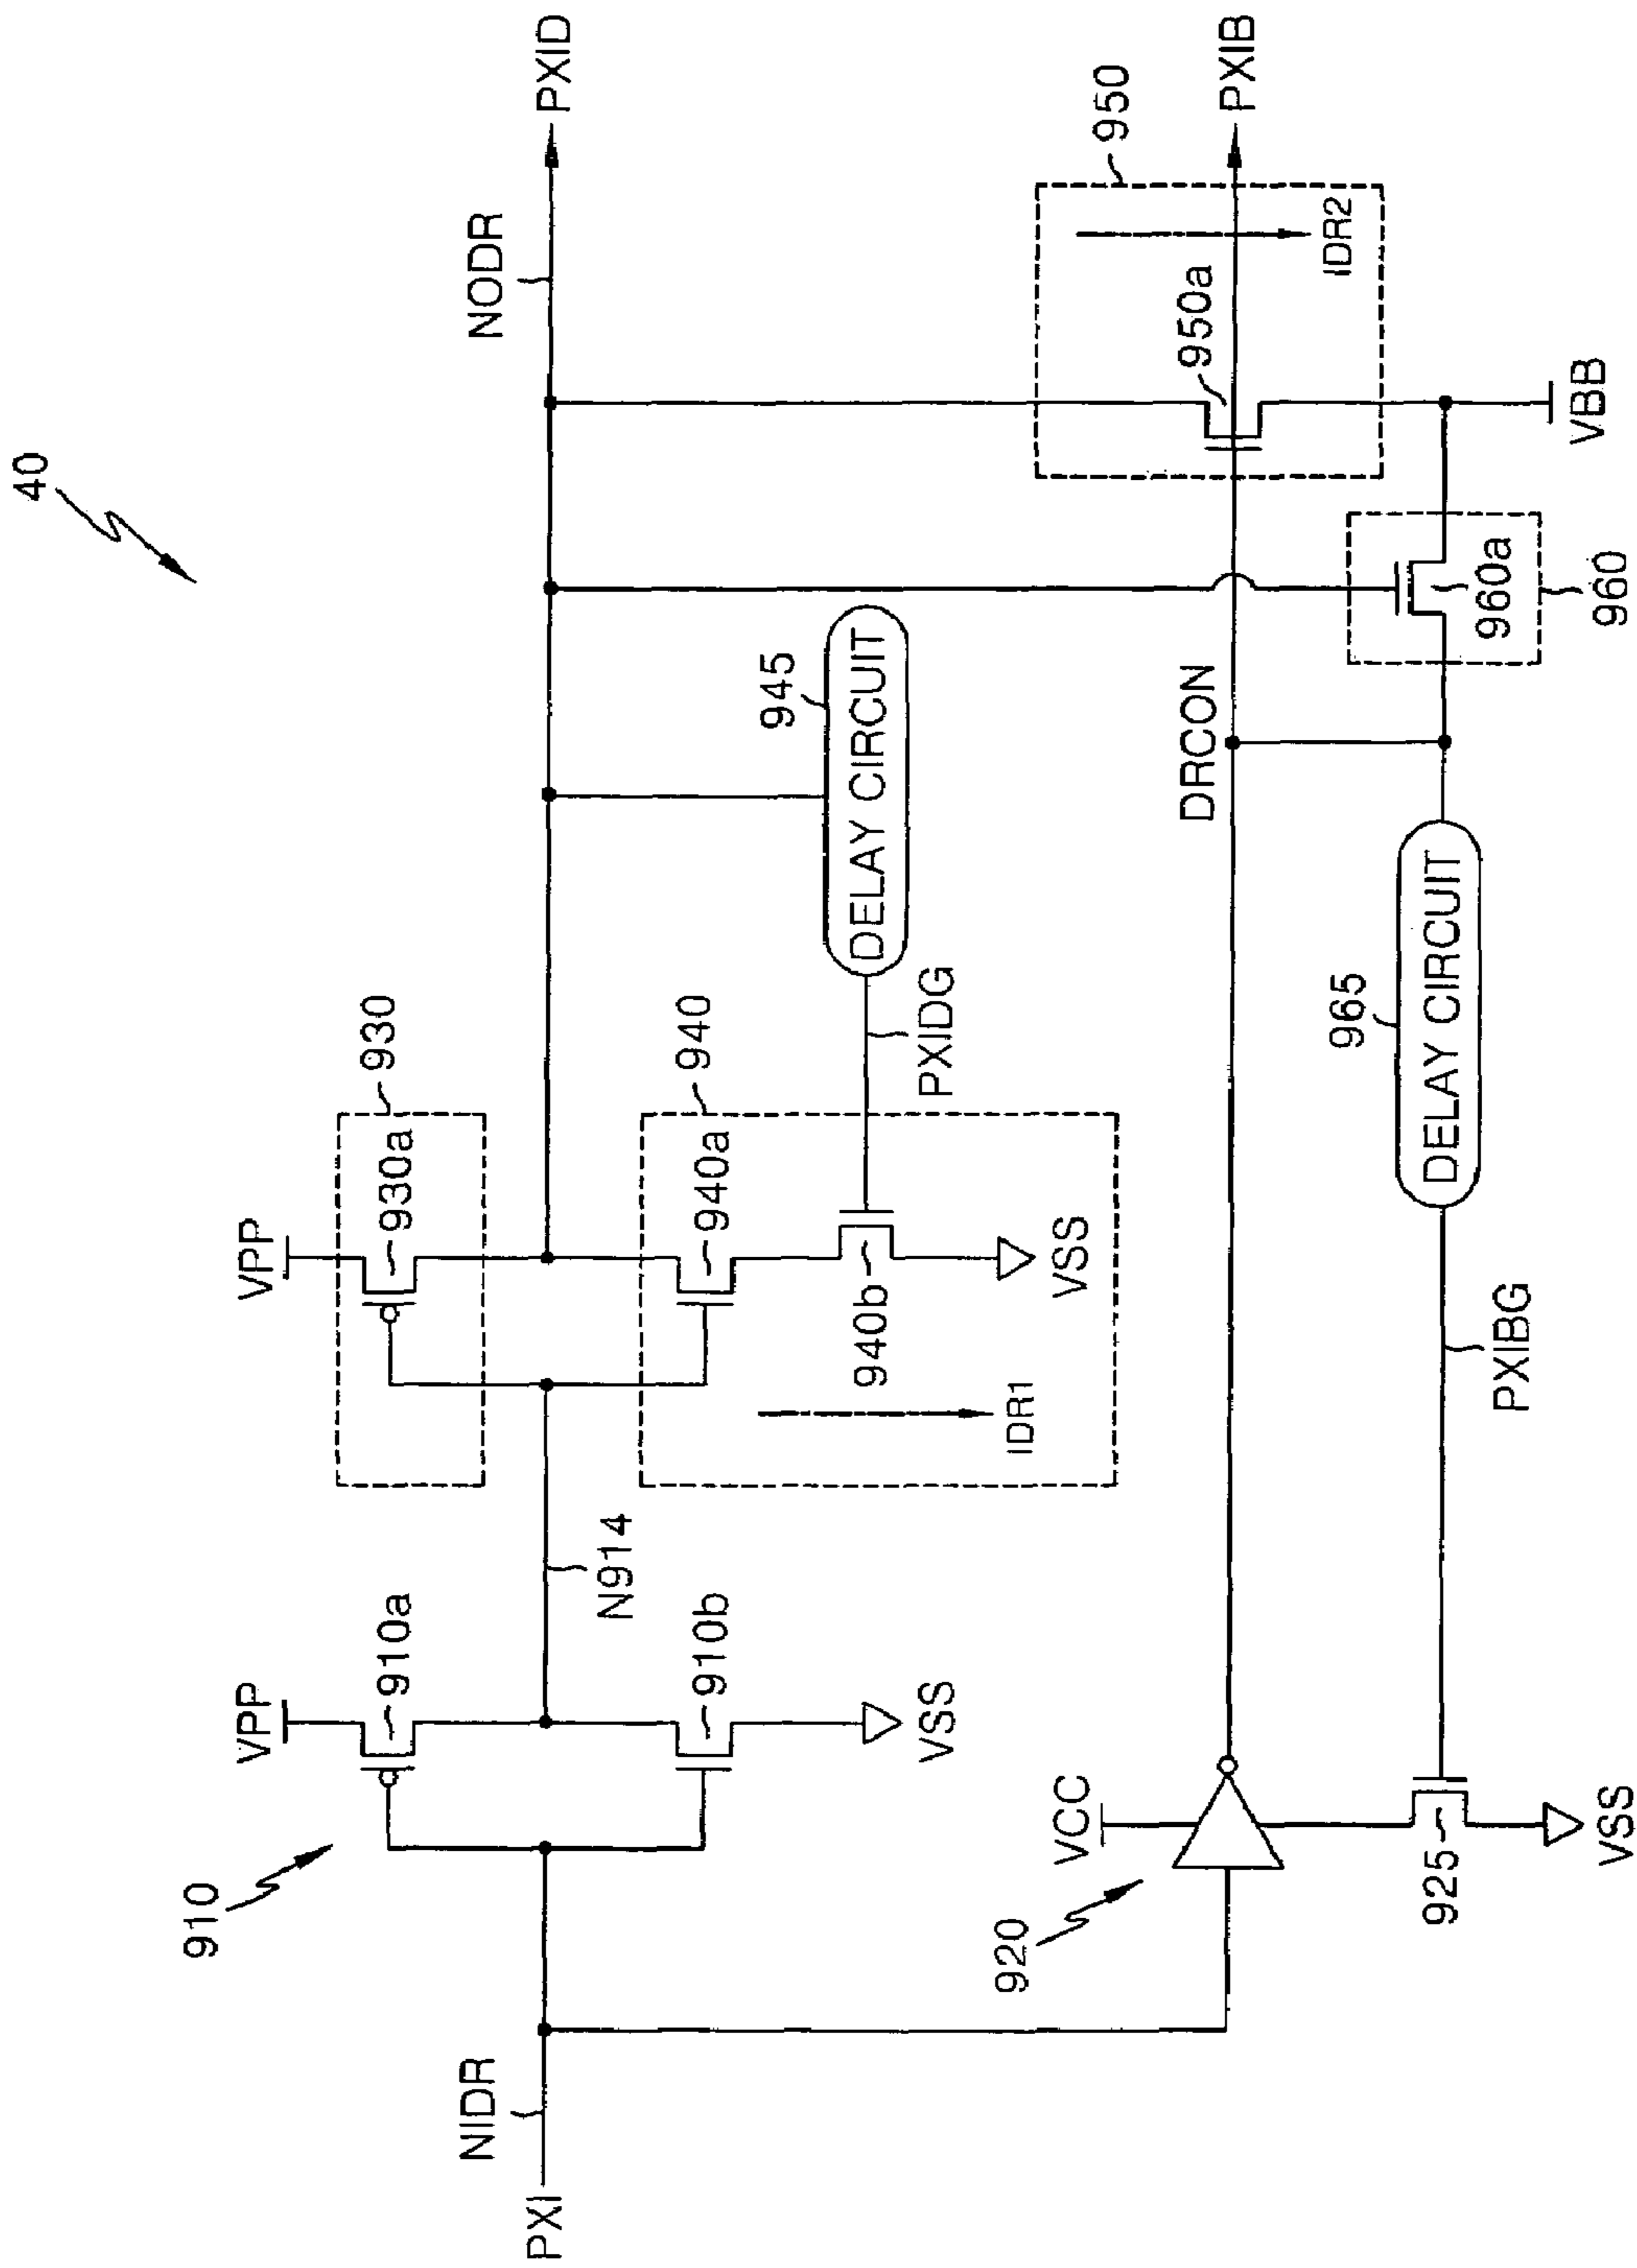 40
910
VPP
910a
910b
VSS
N914
VPP
930
930a
940
940a
940b
IDR1
VSS
PXIDG
945
DELAY CIRCUIT
NODR
PXID
NIDR
PXI
920
VCC
925
VSS
PXIBG
965
DELAY CIRCUIT
DRCON
960a
960
950
950a
IDR2
PXIB
VBB